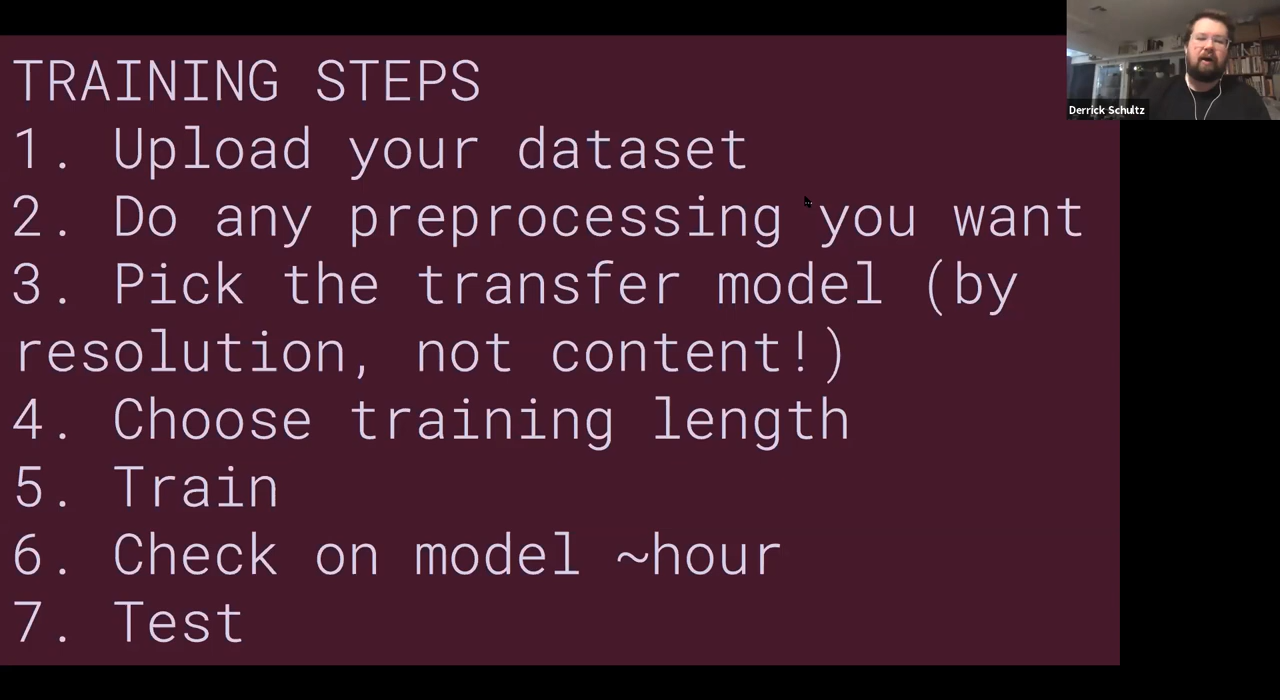 TRAINING STEPS
1. Upload your dataset
2. Do any preprocessing you want
3. Pick the transfer model (by
resolution, not content!)
4. Choose training length
5. Train
6. Check on model ~hour
7. Test
Derrick Schultz